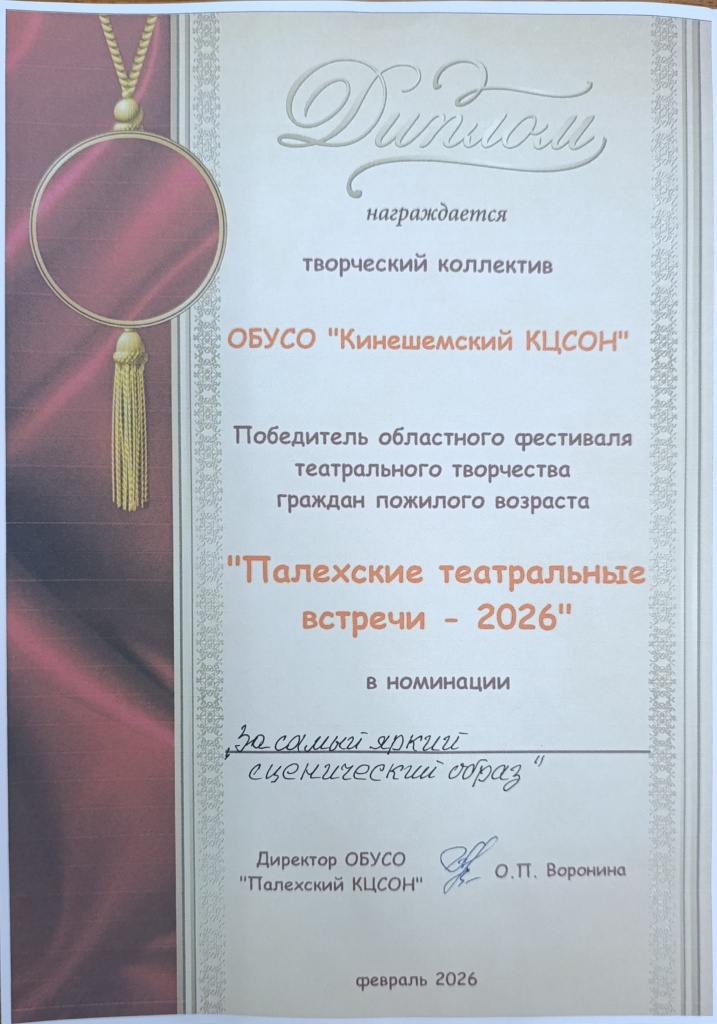 Диплом
награждается
творческий коллектив
ОБУСО "Кинешемский КЦСОН"
Победитель областного фестиваля
театрального творчества
граждан пожилого возраста
"Палехские театральные
встречи - 2026"
в номинации
„За самый яркий
сценический образ"
Директор ОБУСО
"Палехский КЦСОН"
О.П. Воронина
февраль 2026